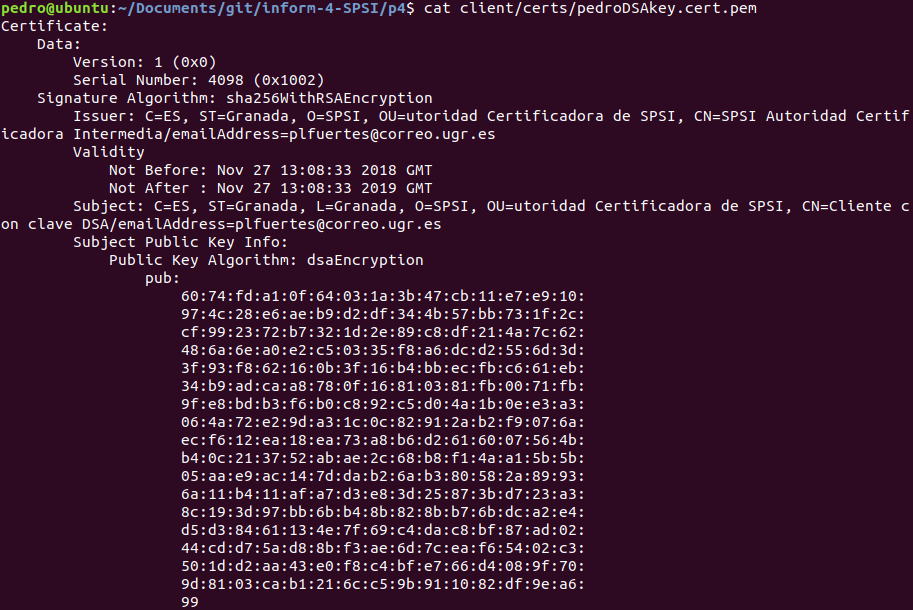 pedro@ubuntu:~/Documents/git/inform-4-SPSI/p4$ cat client/certs/pedroDSAkey.cert.pem
Certificate:
    Data:
        Version: 1 (0x0)
        Serial Number: 4098 (0x1002)
    Signature Algorithm: sha256WithRSAEncryption
        Issuer: C=ES, ST=Granada, O=SPSI, OU=utoridad Certificadora de SPSI, CN=SPSI Autoridad Certif
icadora Intermedia/emailAddress=plfuertes@correo.ugr.es
        Validity
            Not Before: Nov 27 13:08:33 2018 GMT
            Not After : Nov 27 13:08:33 2019 GMT
        Subject: C=ES, ST=Granada, L=Granada, O=SPSI, OU=utoridad Certificadora de SPSI, CN=Cliente c
on clave DSA/emailAddress=plfuertes@correo.ugr.es
        Subject Public Key Info:
            Public Key Algorithm: dsaEncryption
                pub:
                    60:74:fd:a1:0f:64:03:1a:3b:47:cb:11:e7:e9:10:
                    97:4c:28:e6:ae:b9:d2:df:34:4b:57:bb:73:1f:2c:
                    cf:99:23:72:b7:32:1d:2e:89:c8:df:21:4a:7c:62:
                    48:6a:6e:a0:e2:c5:03:35:f8:a6:dc:d2:55:6d:3d:
                    3f:93:f8:62:16:0b:3f:16:b4:bb:ec:fb:c6:61:eb:
                    34:b9:ad:ca:a8:78:0f:16:81:03:81:fb:00:71:fb:
                    9f:e8:bd:b3:f6:b0:c8:92:c5:d0:4a:1b:0e:e3:a3:
                    06:4a:72:e2:9d:a3:1c:0c:82:91:2a:b2:f9:07:6a:
                    ec:f6:12:ea:18:ea:73:a8:b6:d2:61:60:07:56:4b:
                    b4:0c:21:37:52:ab:ae:2c:68:b8:f1:4a:a1:5b:5b:
                    05:aa:e9:ac:14:7d:da:b2:6a:b3:80:58:2a:89:93:
                    6a:11:b4:11:af:a7:d3:e8:3d:25:87:3b:d7:23:a3:
                    8c:19:3d:97:bb:6b:b4:8b:82:8b:b7:6b:dc:a2:e4:
                    d5:d3:84:61:13:4e:7f:69:c4:da:c8:bf:87:ad:02:
                    44:cd:d7:5a:d8:8b:f3:ae:6d:7c:ea:f6:54:02:c3:
                    50:1d:d2:aa:43:e0:f8:c4:bf:e7:66:d4:08:9f:70:
                    9d:81:03:ca:b1:21:6c:c5:9b:91:10:82:df:9e:a6:
                    99